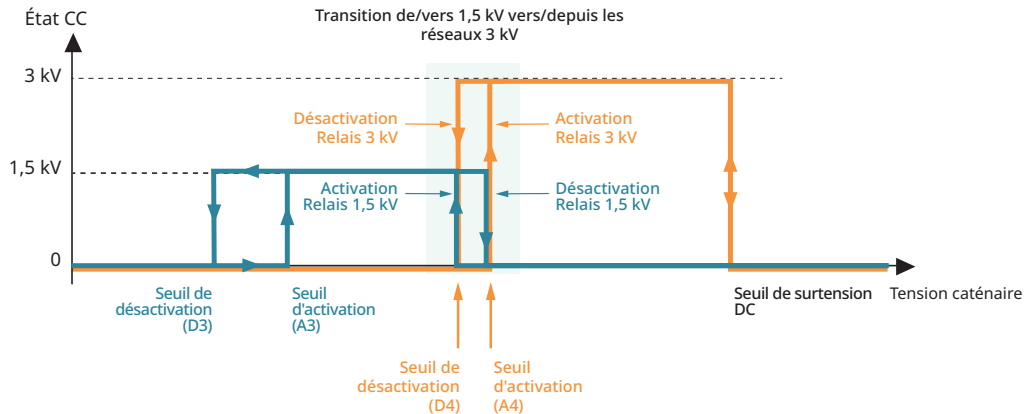 État CC
Transition de/vers 1,5 kV vers/depuis les
réseaux 3 kV
3 kV
Désactivation
Relais 3 kV
Activation
Relais 3 kV
1,5 kV
Activation
Relais 1,5 kV
Désactivation
Relais 1,5 kV
0
Seuil de
désactivation
(D3)
Seuil
d'activation
(A3)
Seuil de surtension
DC
Tension caténaire
Seuil de
désactivation
(D4)
Seuil
d'activation
(A4)